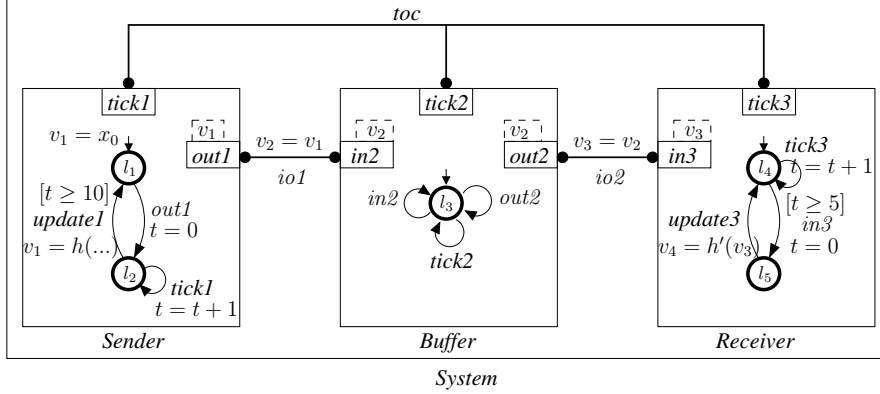 toc
tick1
tick2
tick3
v₁ = x₀
v₁
v₂ = v₁
v₂
v₂
v₃ = v₂
v₃
tick3
out1
io1
in2
out2
io2
in3
l₁
l₄
t = t + 1
[t ≥ 10]
update1
v₁ = h(...)
out1
t = 0
in2
l₃
out2
tick2
[t ≥ 5]
update3
in3
v₄ = h′(v₃)
t = 0
l₂
tick1
t = t + 1
l₅
Sender
Buffer
Receiver
System